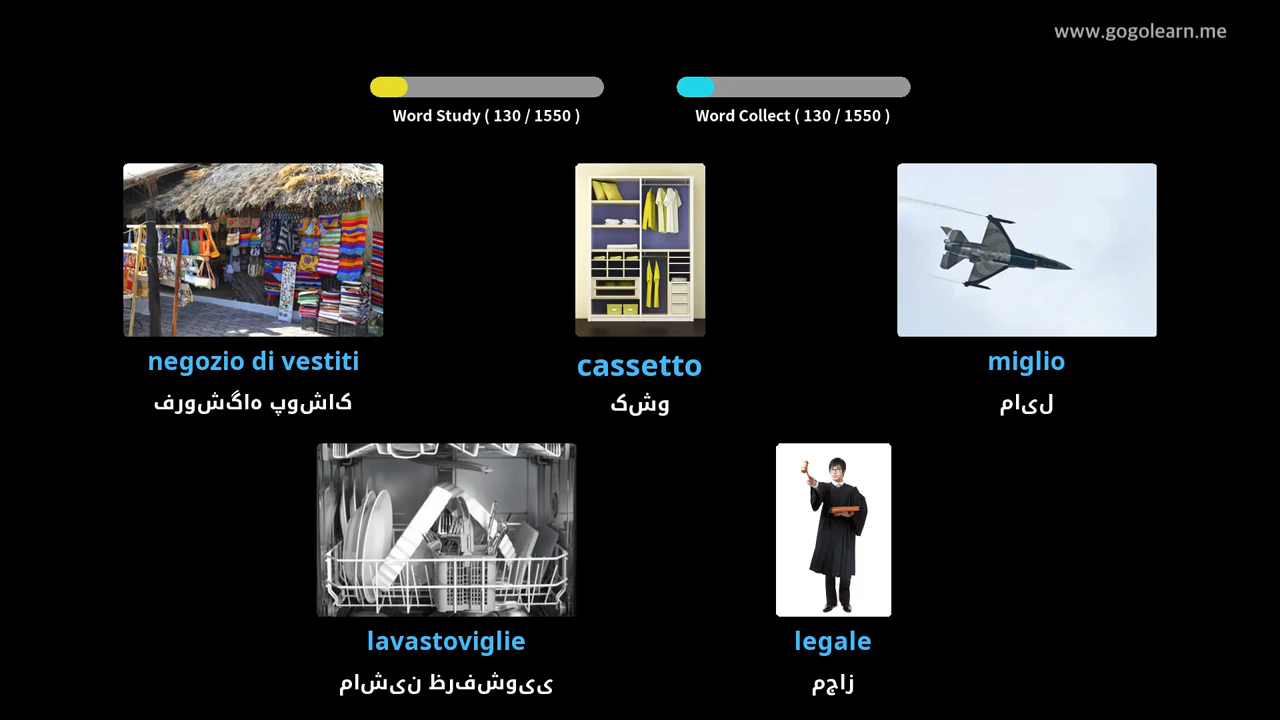 www.gogolearn.me
Word Study ( 130 / 1550 )
Word Collect ( 130 / 1550 )
negozio di vestiti
فروشگاه پوشاک
cassetto
کشو
miglio
مایل
lavastoviglie
ماشین ظرفشویی
legale
مجاز